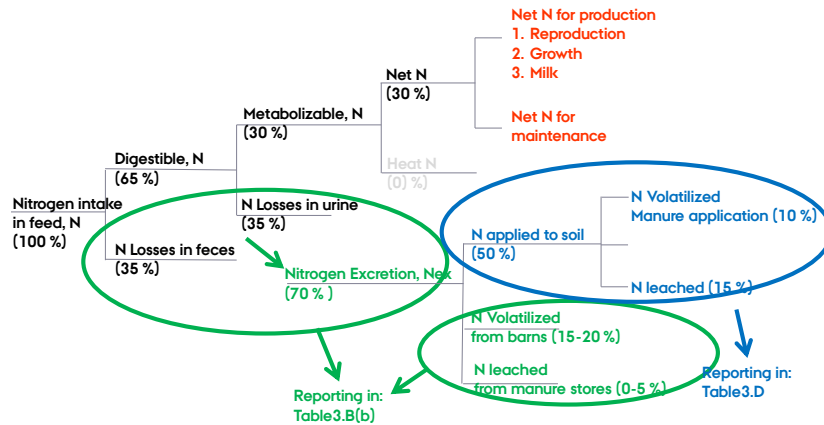 Net N for production
1. Reproduction
2. Growth
3. Milk
Net N
(30 %)
Metabolizable, N
(30 %)
Net N for
maintenance
Heat N
(0) %)
Digestible, N
(65 %)
Nitrogen intake
in feed, N
(100 %)
N Losses in urine
(35 %)
N Losses in feces
(35 %)
Nitrogen Excretion, Nex
(70 % )
N applied to soil
(50 %)
N Volatilized
Manure application (10 %)
N leached (15 %)
N Volatilized
from barns (15-20 %)
N leached
from manure stores (0-5 %)
Reporting in:
Table3.B(b)
Reporting in:
Table3.D